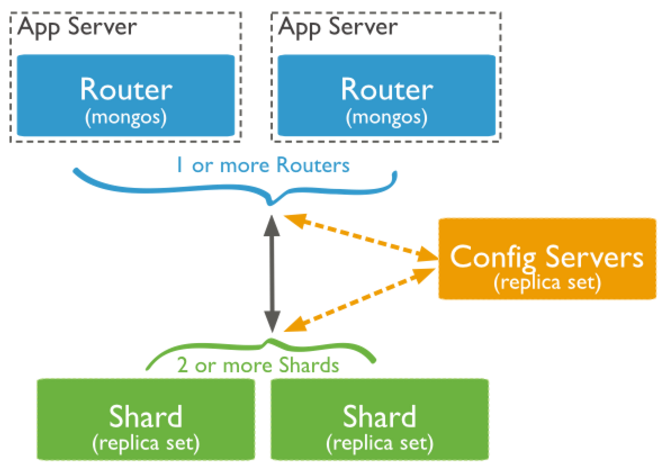 App Server
App Server
Router
(mongos)
Router
(mongos)
1 or more Routers
Config Servers
(replica set)
2 or more Shards
Shard
(replica set)
Shard
(replica set)